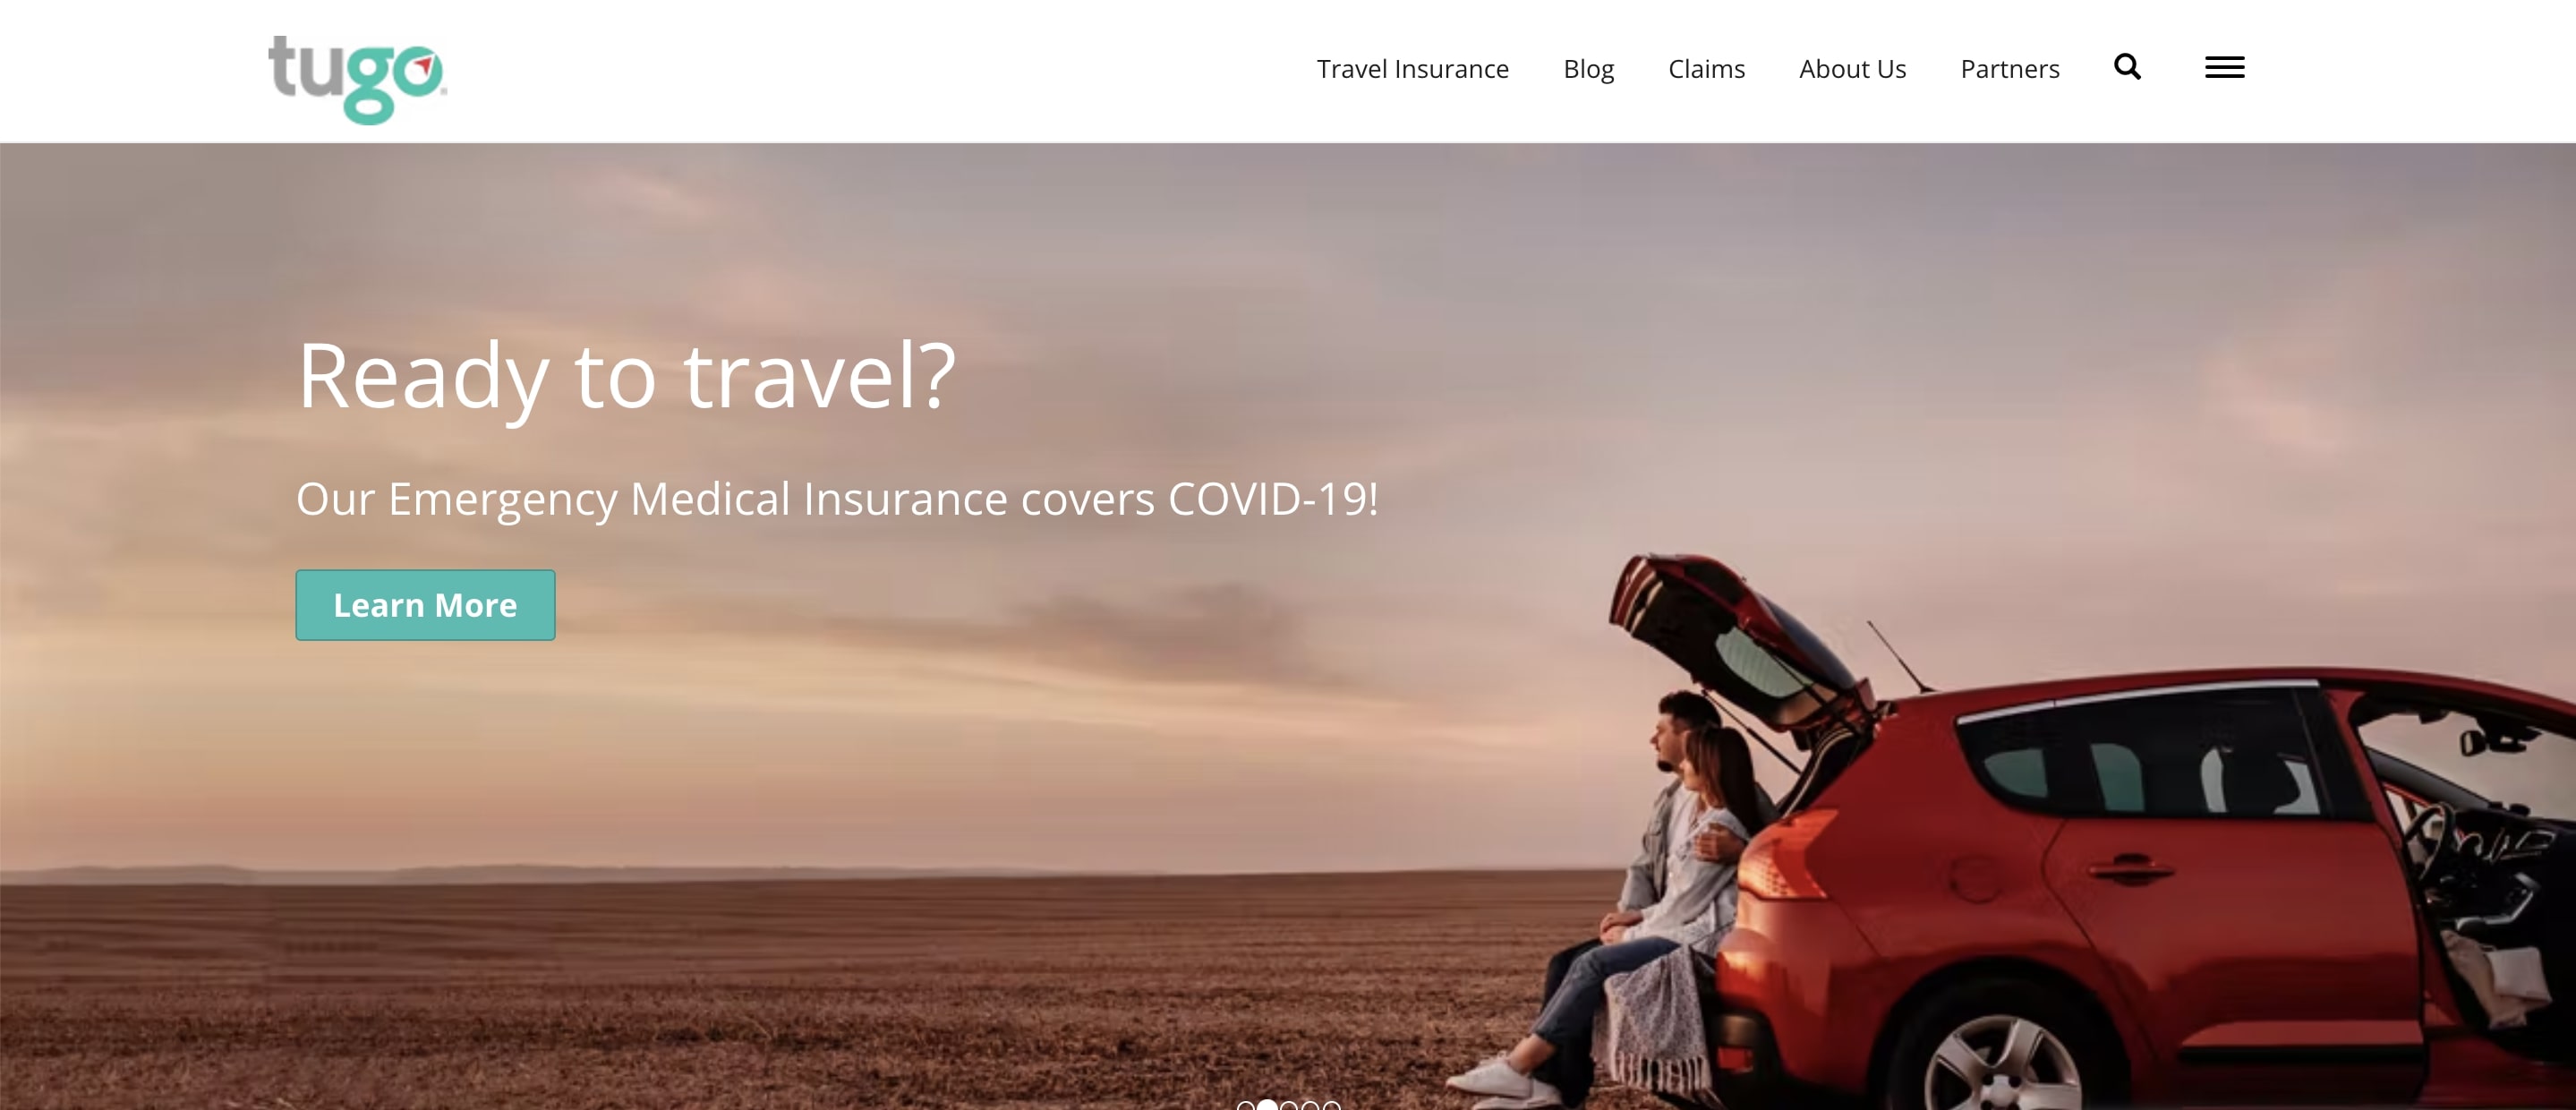 tugo
Travel Insurance Blog Claims About Us Partners
Ready to travel?
Our Emergency Medical Insurance covers COVID-19!
Learn More